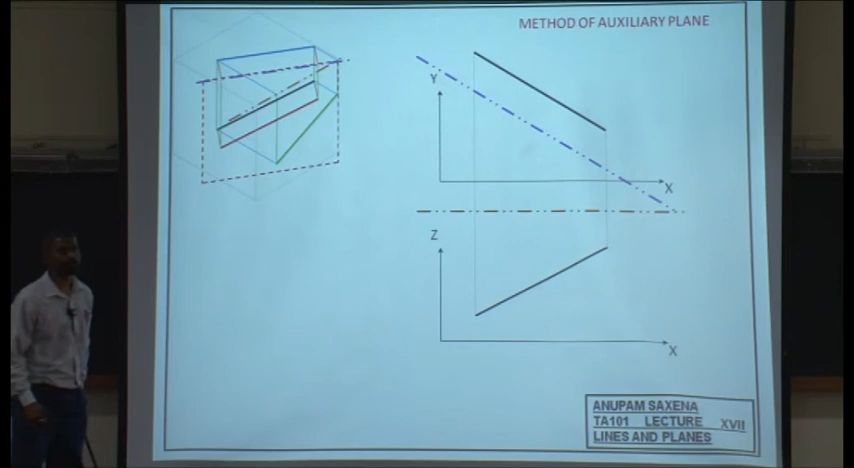 METHOD OF AUXILIARY PLANE
Y
X
Z
X
ANUPAM SAXENA
TA101 LECTURE XVII
LINES AND PLANES